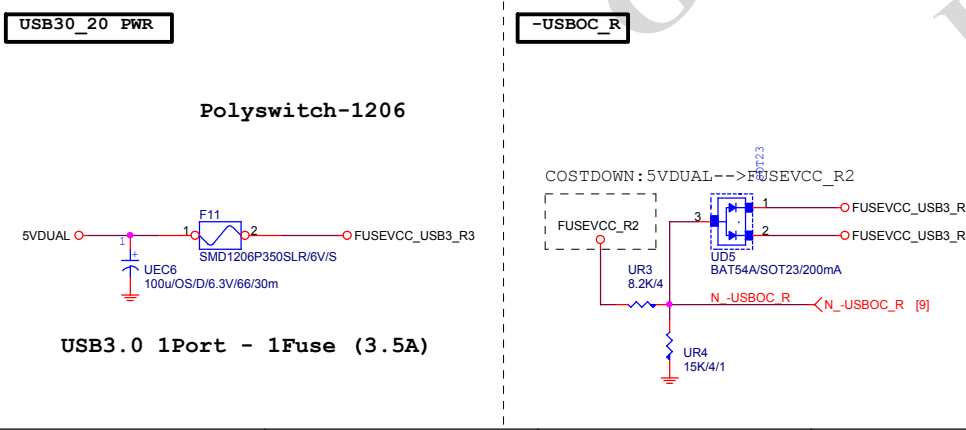 USB30_20 PWR
Polyswitch-1206
5VDUAL
1
UEC6
100u/OS/D/6.3V/66/30m
F11
1
2
SMD1206P350SLR/6V/S
FUSEVCC_USB3_R3
USB3.0 1Port - 1Fuse (3.5A)
-USBOC_R
COSTDOWN:5VDUAL-->FUSEVCC_R2
FUSEVCC_R2
3
1
2
UD5
BAT54A/SOT23/200mA
FUSEVCC_USB3_R
FUSEVCC_USB3_R
UR3
8.2K/4
N_-USBOC_R
N_-USBOC_R [9]
UR4
15K/4/1